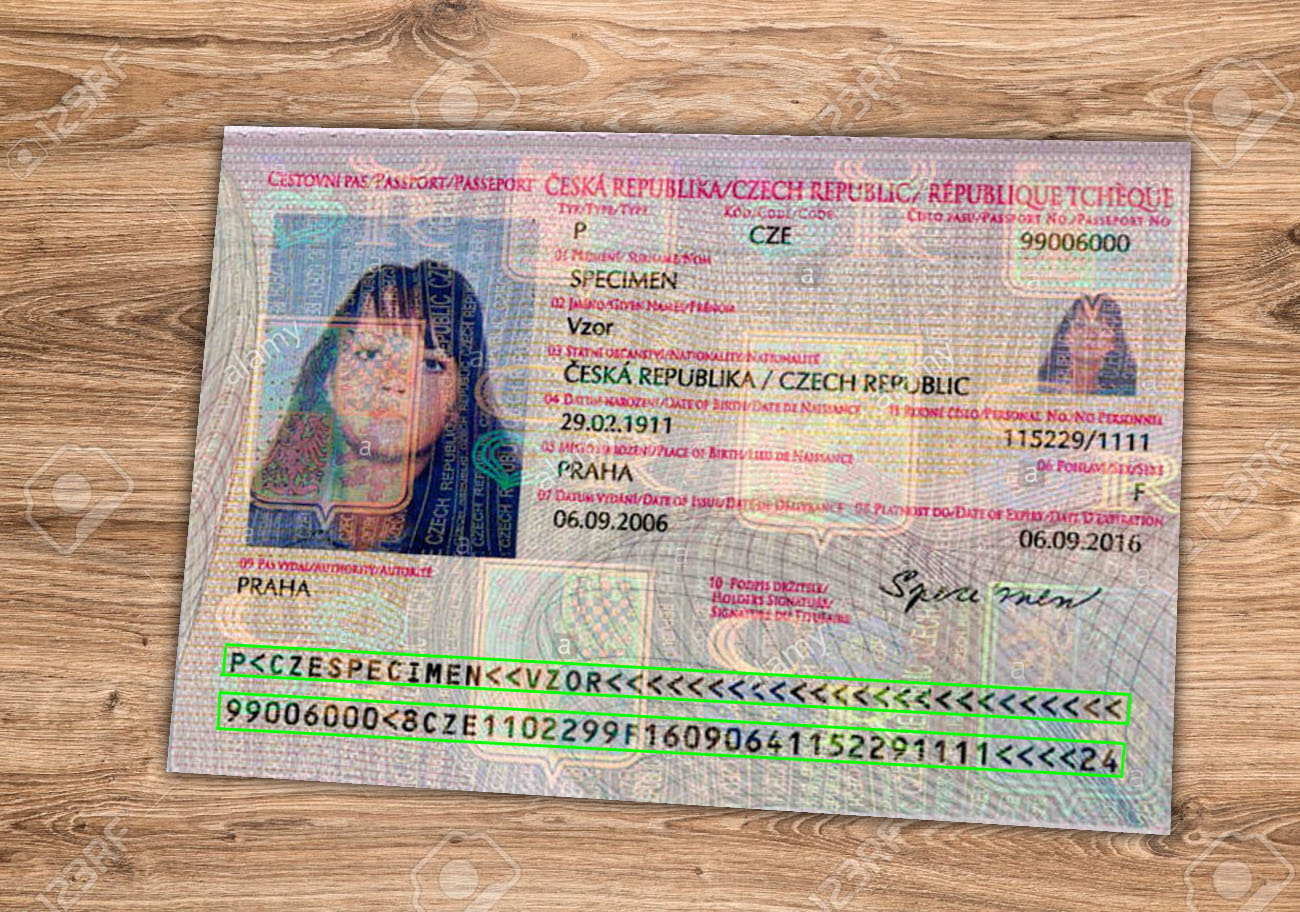 CESTOVNÍ PAS/PASSPORT/PASSEPORT ČESKÁ REPUBLIKA/CZECH REPUBLIC/RÉPUBLIQUE TCHÈQUE
TYP/TYPE/TYPE KÓD/CODE/CODE ČÍSLO PASU/PASSPORT NO./PASSEPORT NO
P CZE 99006000
01 PŘÍJMENÍ/SURNAME/NOM
SPECIMEN
02 JMÉNO/GIVEN NAMES/PRÉNOM
Vzor
03 STÁTNÍ OBČANSTVÍ/NATIONALITY/NATIONALITÉ
ČESKÁ REPUBLIKA / CZECH REPUBLIC
04 DATUM NAROZENÍ/DATE OF BIRTH/DATE DE NAISSANCE 11 RODNÉ ČÍSLO/PERSONAL NO./NO PERSONNEL
29.02.1911 115229/1111
05 MÍSTO NAROZENÍ/PLACE OF BIRTH/LIEU DE NAISSANCE 06 POHLAVÍ/SEX/SEXE
PRAHA F
07 DATUM VYDÁNÍ/DATE OF ISSUE/DATE DE DÉLIVRANCE 08 PLATNOST DO/DATE OF EXPIRY/DATE D'EXPIRATION
06.09.2006 06.09.2016
09 PAS VYDAL/AUTHORITY/AUTORITÉ
PRAHA
10 PODPIS DRŽITELE/
HOLDERS SIGNATURE/
SIGNATURE DU TITULAIRE
Specimen
P<CZESPECIMEN<<VZOR<<<<<<<<<<<<<<<<<<<<<<<<<
99006000<8CZE1102299F16090641152291111<<<<24
123RF
alamy
a